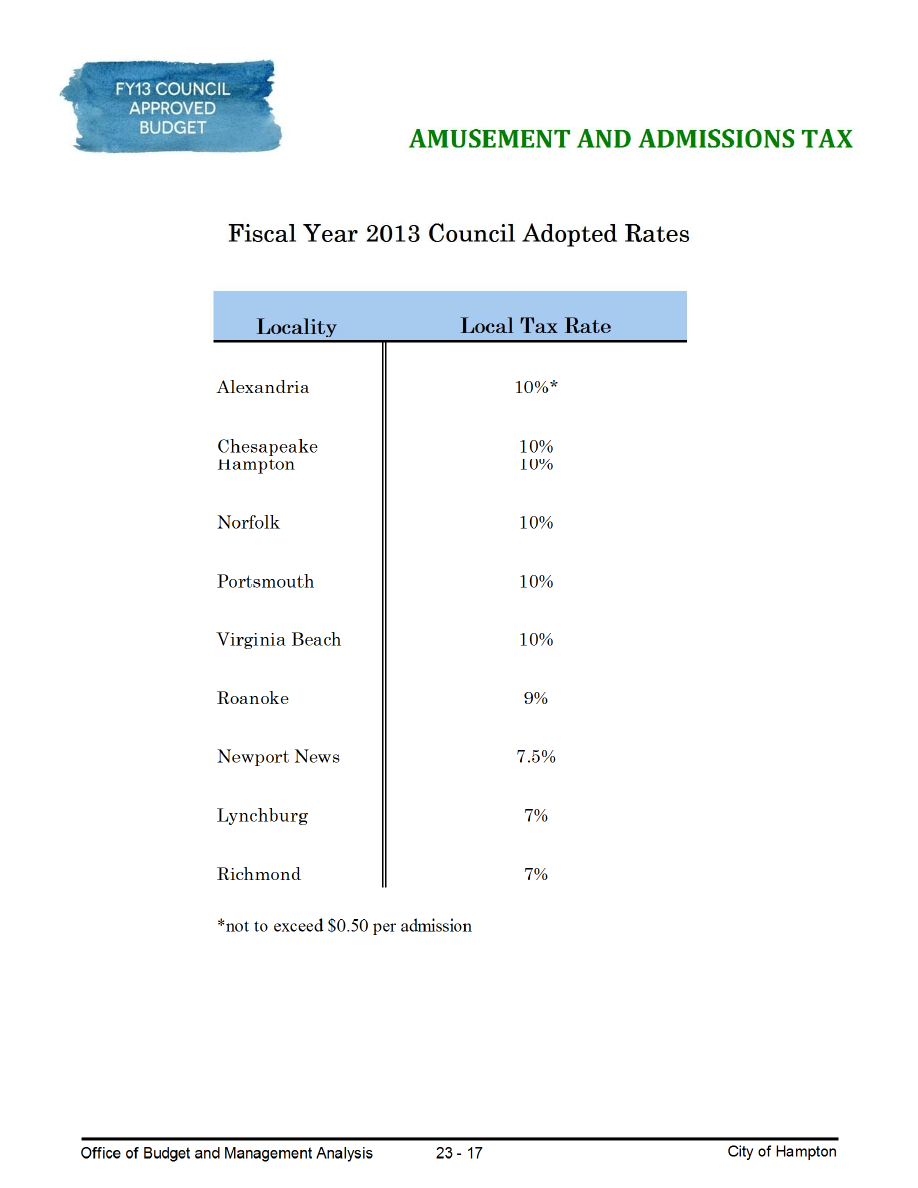 FY13 COUNCIL
APPROVED
BUDGET
AMUSEMENT AND ADMISSIONS TAX
Fiscal Year 2013 Council Adopted Rates
Locality Local Tax Rate
Alexandria 10%*
Chesapeake 10%
Hampton 10%
Norfolk 10%
Portsmouth 10%
Virginia Beach 10%
Roanoke 9%
Newport News 7.5%
Lynchburg 7%
Richmond 7%
*not to exceed $0.50 per admission
Office of Budget and Management Analysis 23 - 17 City of Hampton